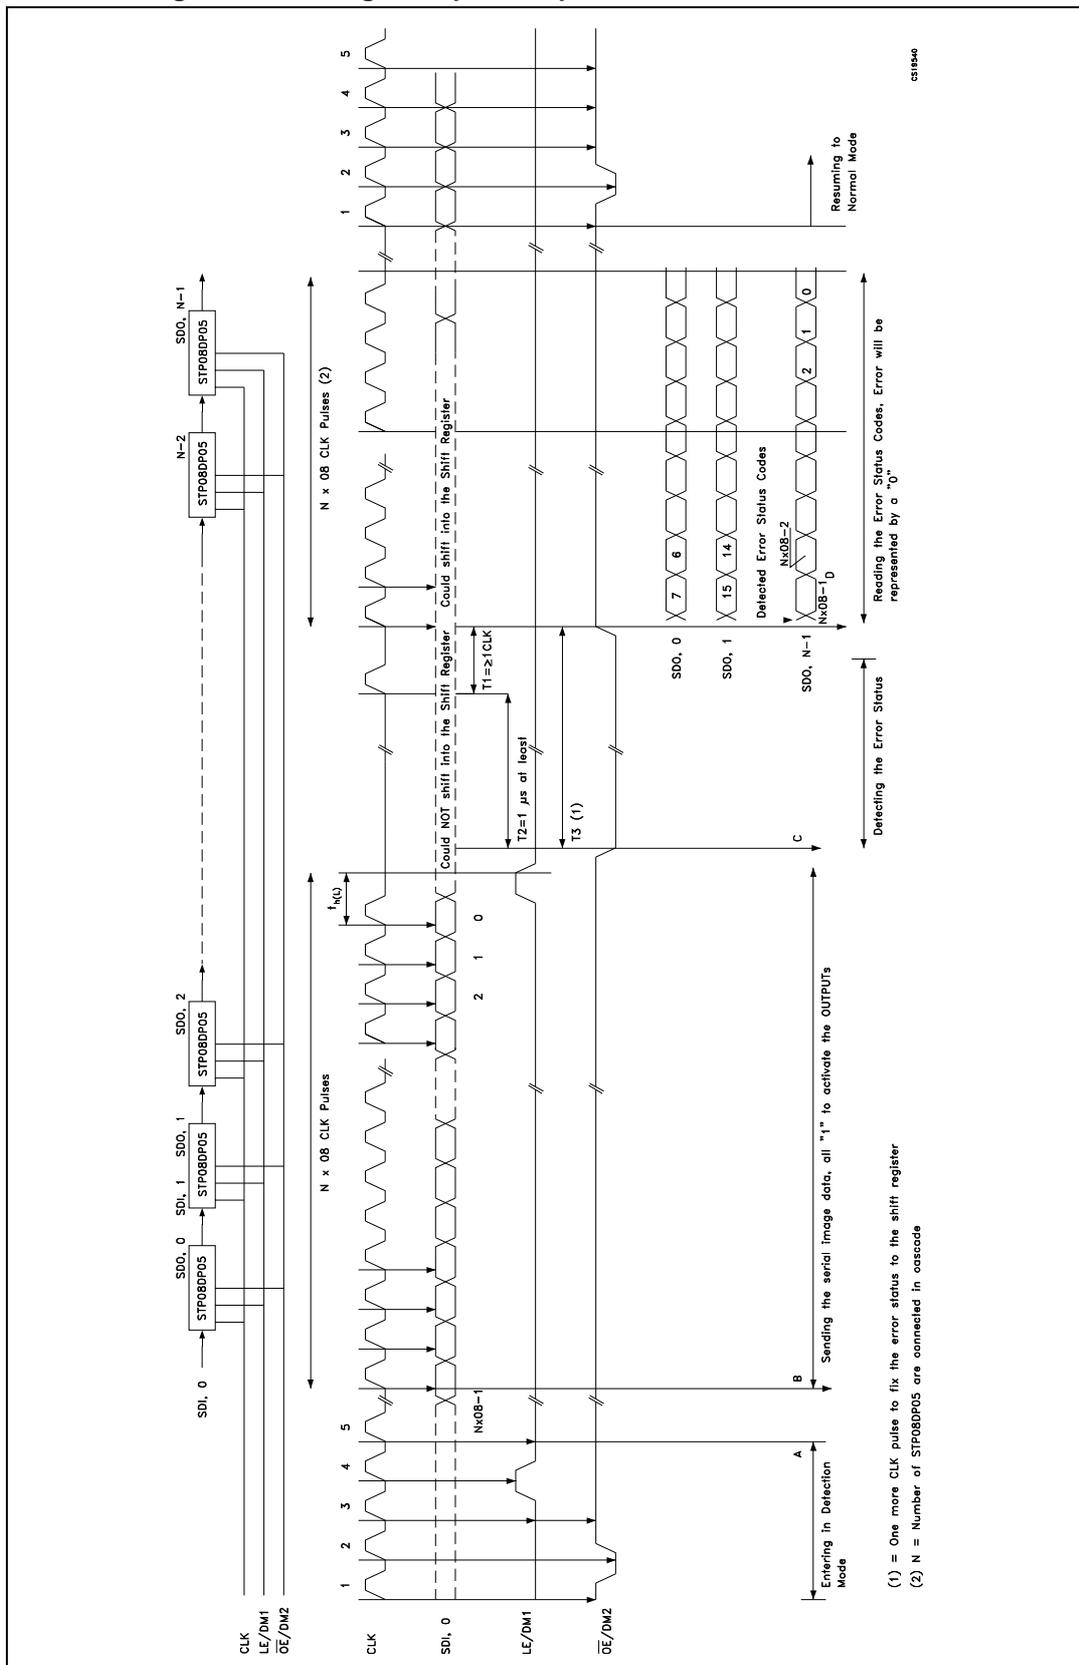 SDI, 0
SDO, 0
SDI, 1
SDO, 1
SDO, 2
N-2
SDO, N-1
STP08DP05
STP08DP05
STP08DP05
STP08DP05
STP08DP05
CLK
LE/DM1
OE/DM2
N x 08 CLK Pulses
N x 08 CLK Pulses (2)
1 2 3 4 5
1 2 3 4 5
CLK
th(L)
SDI, 0
Could NOT shift into the Shift Register
Could shift into the Shift Register
Nx08-1
2 1 0
T1=≥1CLK
T2=1 µs at least
LE/DM1
T3 (1)
OE/DM2
SDO, 0
7 6
SDO, 1
15 14
Detected Error Status Codes
Nx08-2
SDO, N-1
2 1 0
Nx08-1
D
A
B
C
Entering in Detection
Mode
Sending the serial image data, all "1" to activate the OUTPUTs
Detecting the Error Status
Reading the Error Status Codes, Error will be
represented by a "0"
Resuming to
Normal Mode
(1) = One more CLK pulse to fix the error status to the shift register
(2) N = Number of STP08DP05 are connected in cascade
CS19540